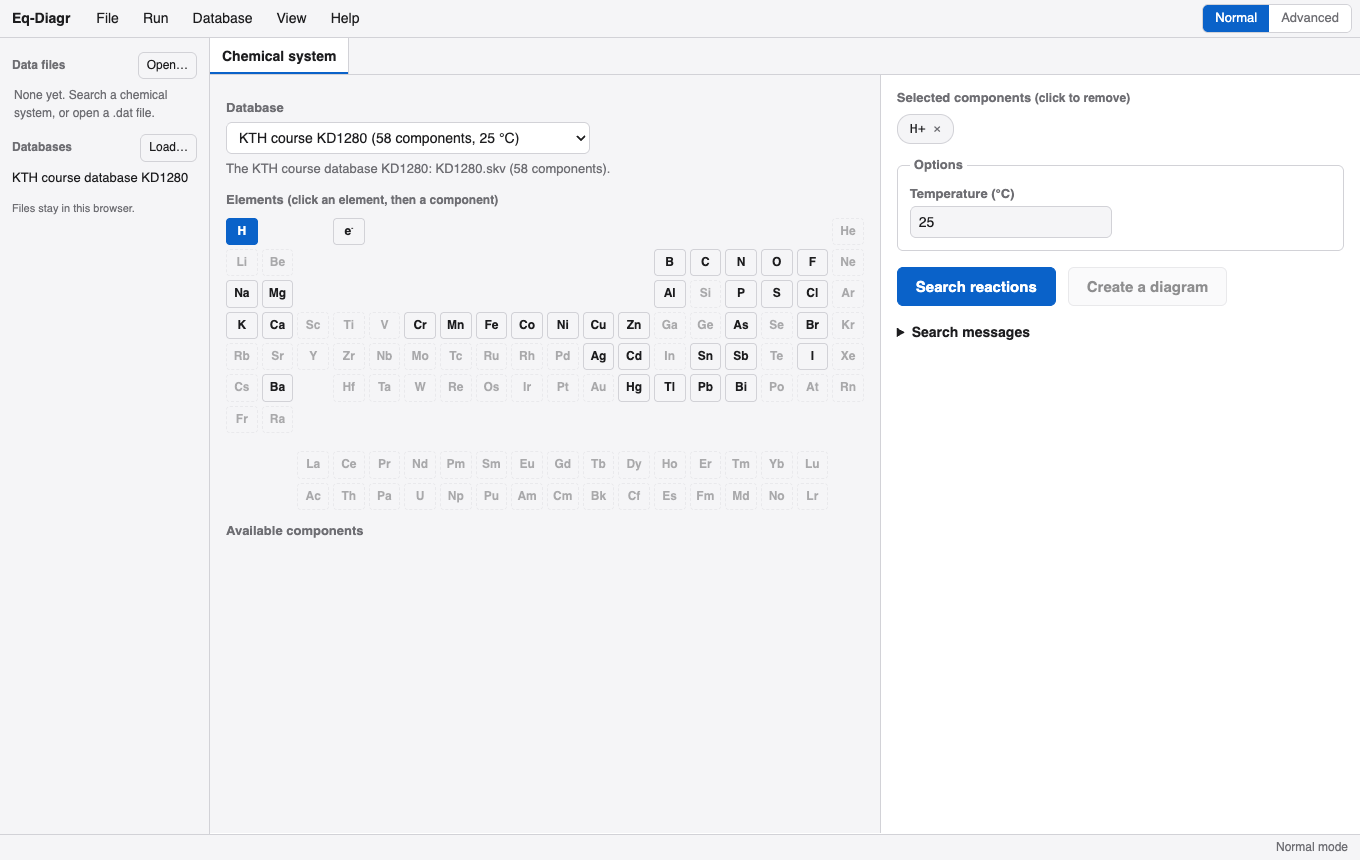 Eq-Diagr File Run Database View Help Normal Advanced
Data files Open…
None yet. Search a chemical
system, or open a .dat file.
Databases Load…
KTH course database KD1280
Files stay in this browser.
Chemical system
Database
KTH course KD1280 (58 components, 25 °C)
The KTH course database KD1280: KD1280.skv (58 components).
Elements (click an element, then a component)
H e- He
Li Be B C N O F Ne
Na Mg Al Si P S Cl Ar
K Ca Sc Ti V Cr Mn Fe Co Ni Cu Zn Ga Ge As Se Br Kr
Rb Sr Y Zr Nb Mo Tc Ru Rh Pd Ag Cd In Sn Sb Te I Xe
Cs Ba Hf Ta W Re Os Ir Pt Au Hg Tl Pb Bi Po At Rn
Fr Ra
La Ce Pr Nd Pm Sm Eu Gd Tb Dy Ho Er Tm Yb Lu
Ac Th Pa U Np Pu Am Cm Bk Cf Es Fm Md No Lr
Available components
Selected components (click to remove)
H+ ×
Options
Temperature (°C)
25
Search reactions Create a diagram
Search messages
Normal mode